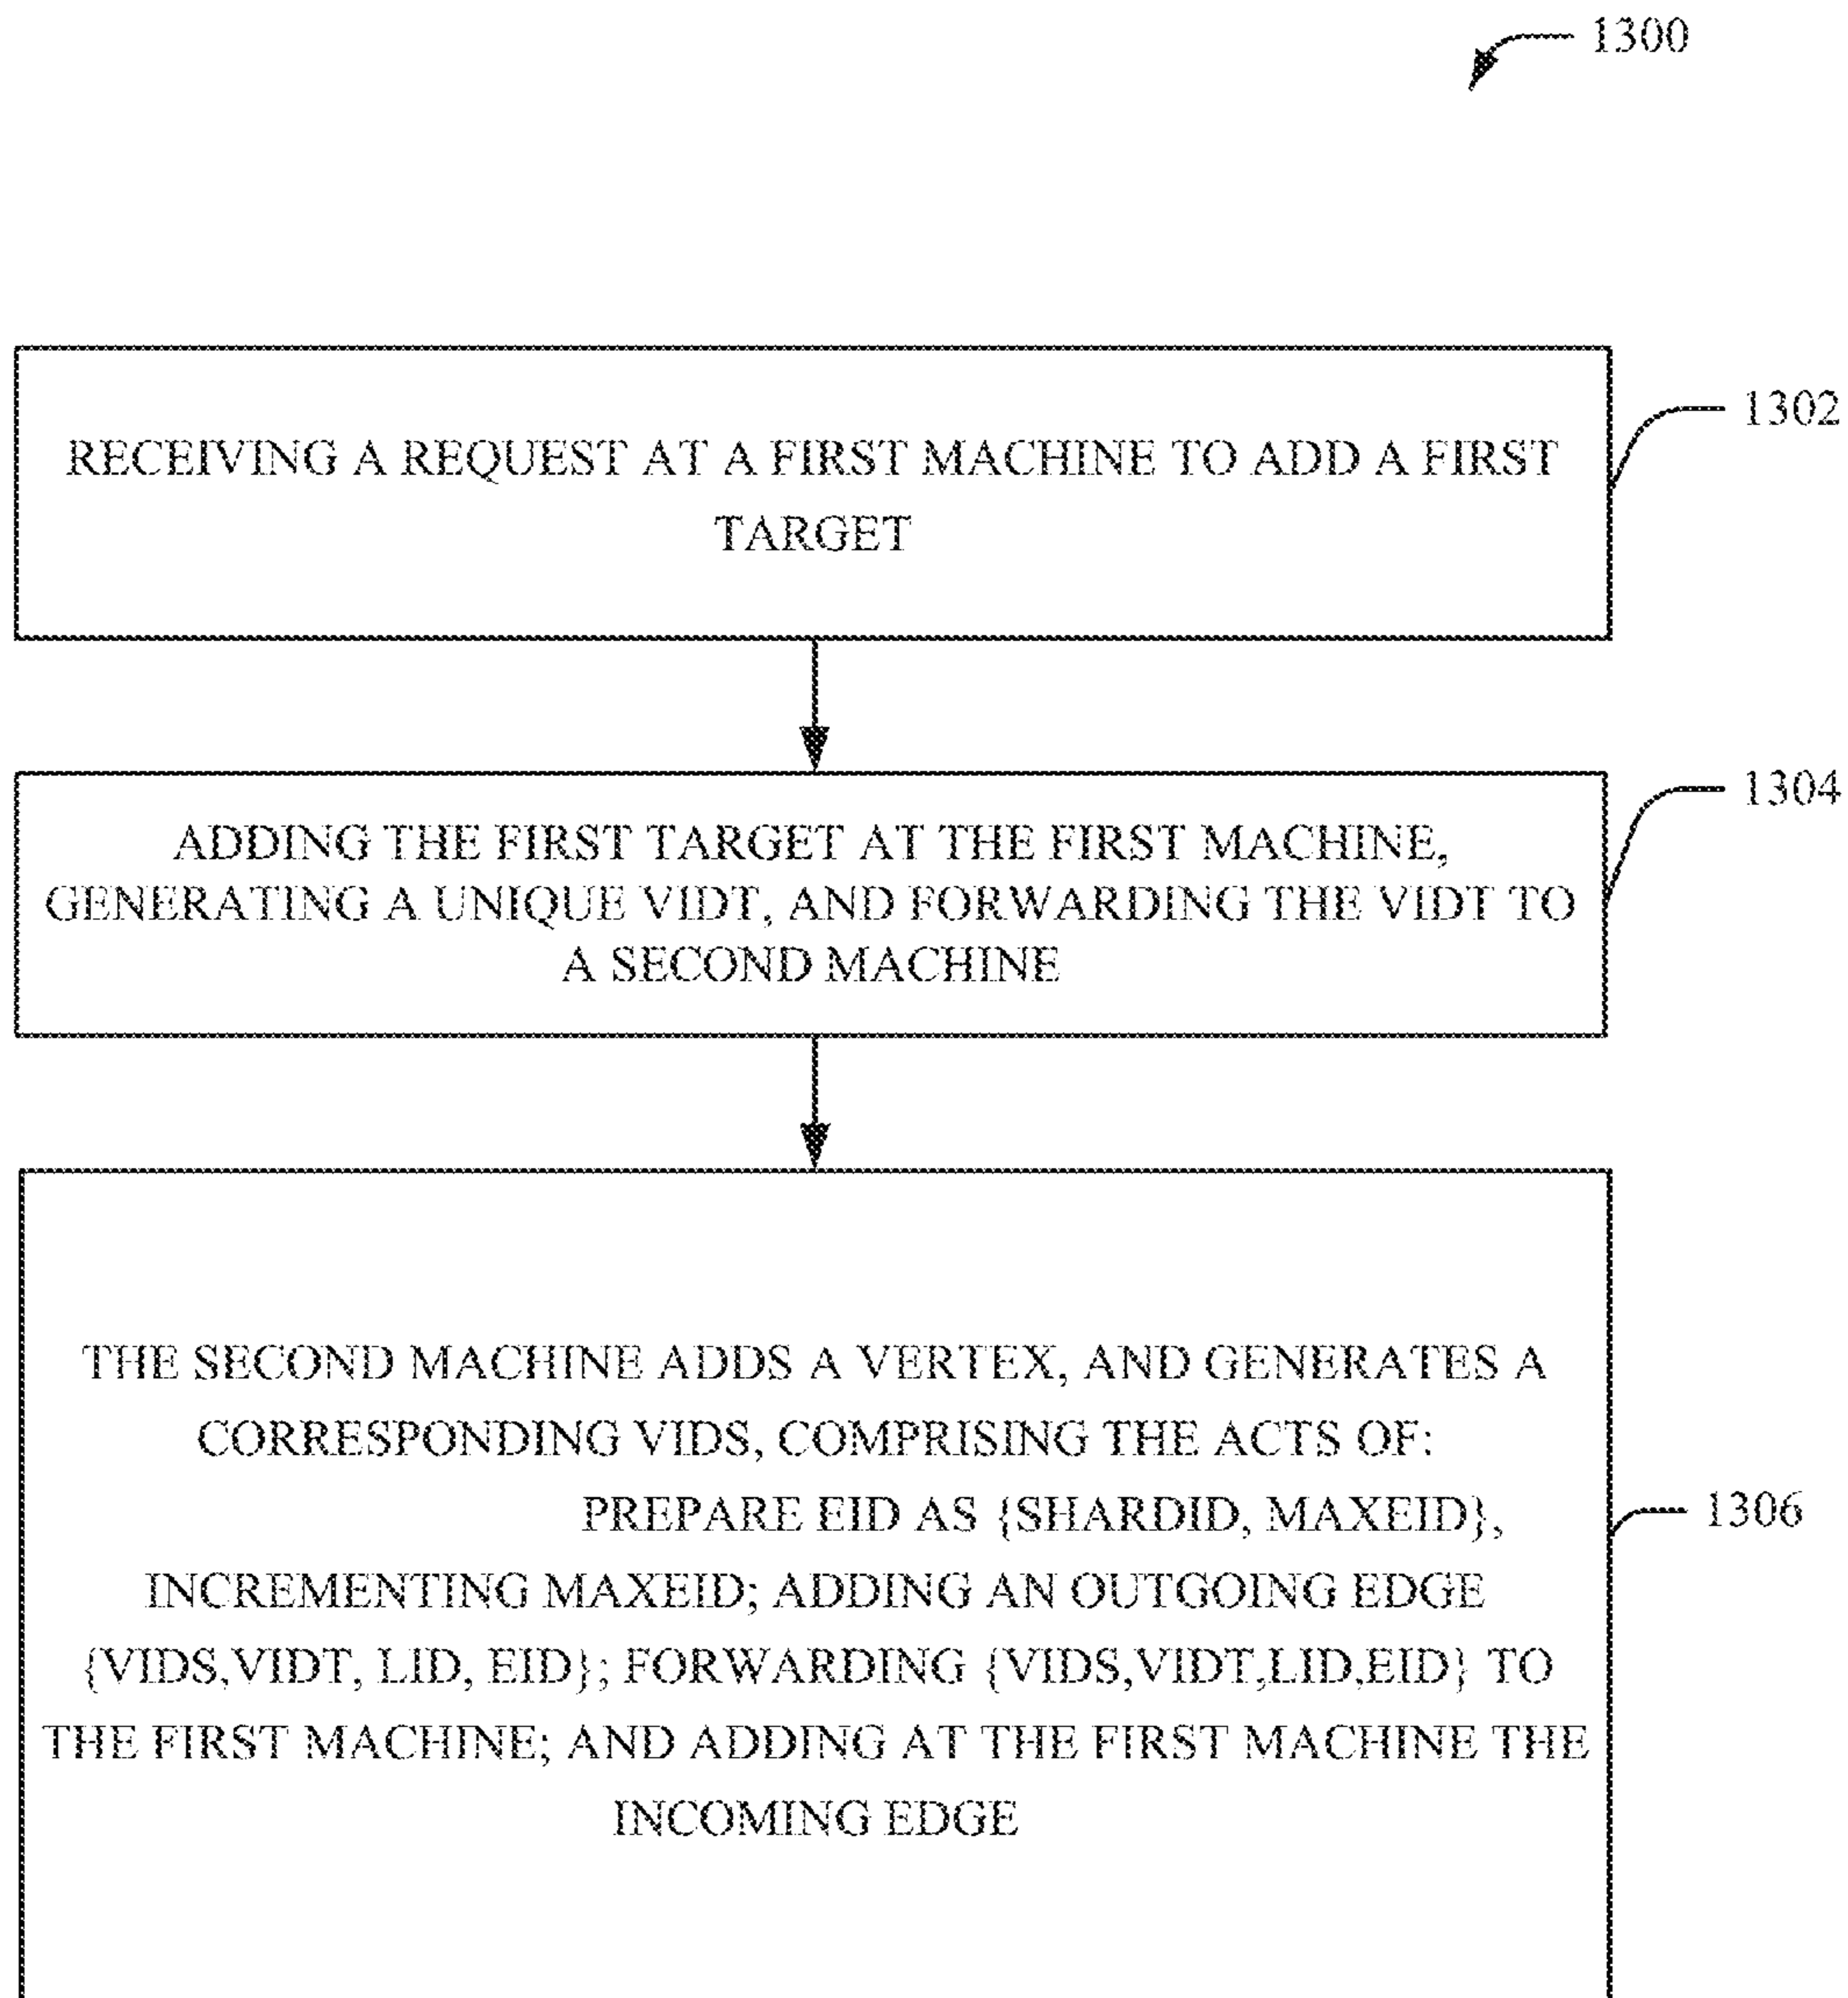 1300
1302
RECEIVING A REQUEST AT A FIRST MACHINE TO ADD A FIRST
TARGET
1304
ADDING THE FIRST TARGET AT THE FIRST MACHINE,
GENERATING A UNIQUE VIDT, AND FORWARDING THE VIDT TO
A SECOND MACHINE
THE SECOND MACHINE ADDS A VERTEX, AND GENERATES A
CORRESPONDING VIDS, COMPRISING THE ACTS OF:
PREPARE EID AS {SHARDID, MAXEID},
1306
INCREMENTING MAXEID; ADDING AN OUTGOING EDGE
{VIDS,VIDT, LID, EID}; FORWARDING {VIDS,VIDT,LID,EID} TO
THE FIRST MACHINE; AND ADDING AT THE FIRST MACHINE THE
INCOMING EDGE